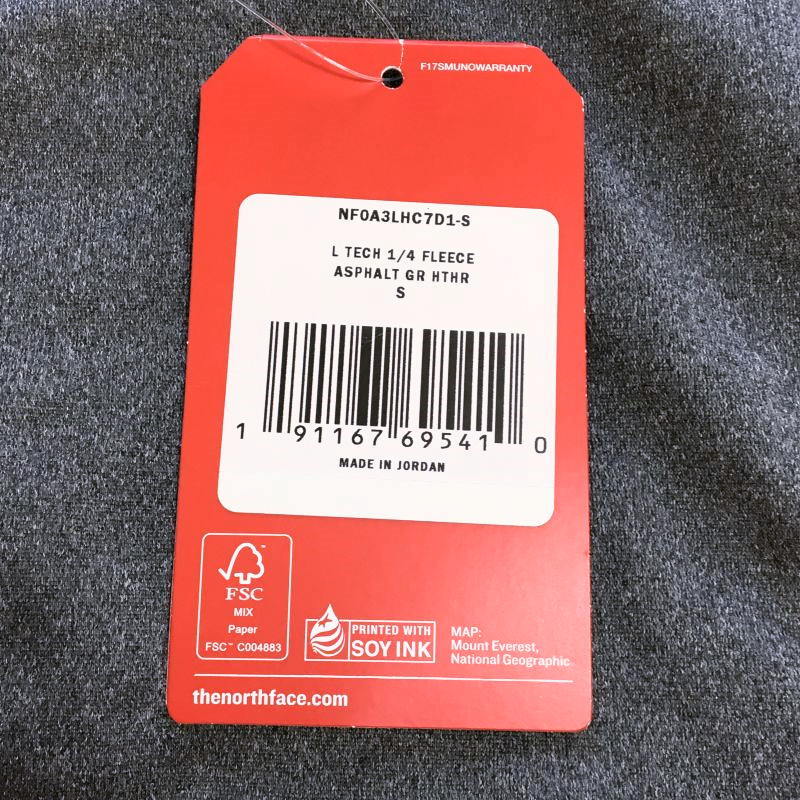 F17SMUNOWARRANTY
NF0A3LHC7D1-S
L TECH 1/4 FLEECE
ASPHALT GR HTHR
S
1 91167 69541 0
MADE IN JORDAN
FSC
MIX
Paper
FSC™ C004883
PRINTED WITH
SOY INK
MAP:
Mount Everest,
National Geographic
thenorthface.com